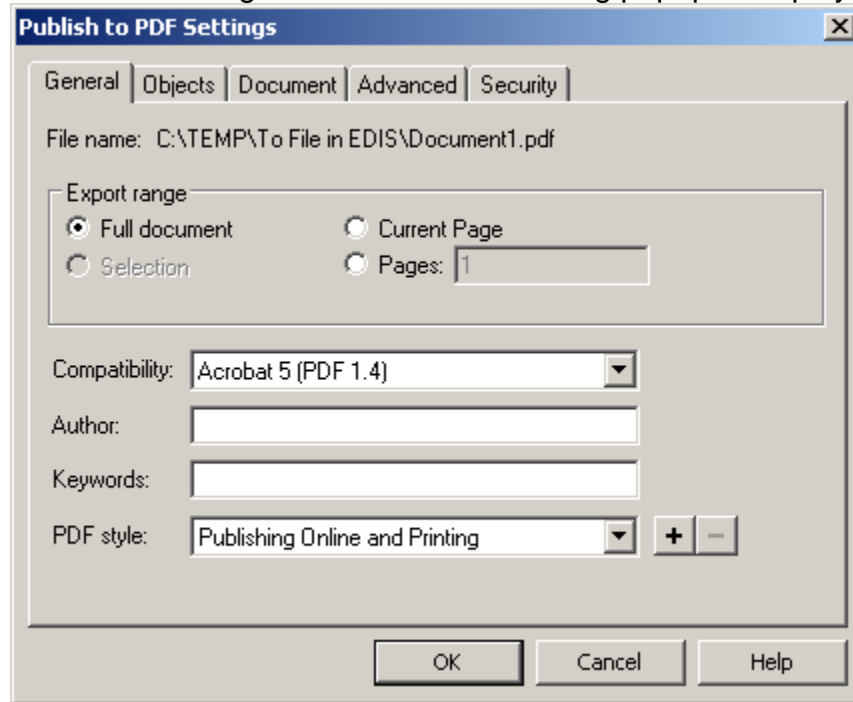 Publish to PDF Settings
General Objects Document Advanced Security
File name: C:\TEMP\To File in EDIS\Document1.pdf
Export range
Full document Current Page
Selection Pages: 1
Compatibility: Acrobat 5 (PDF 1.4)
Author:
Keywords:
PDF style: Publishing Online and Printing + −
OK Cancel Help